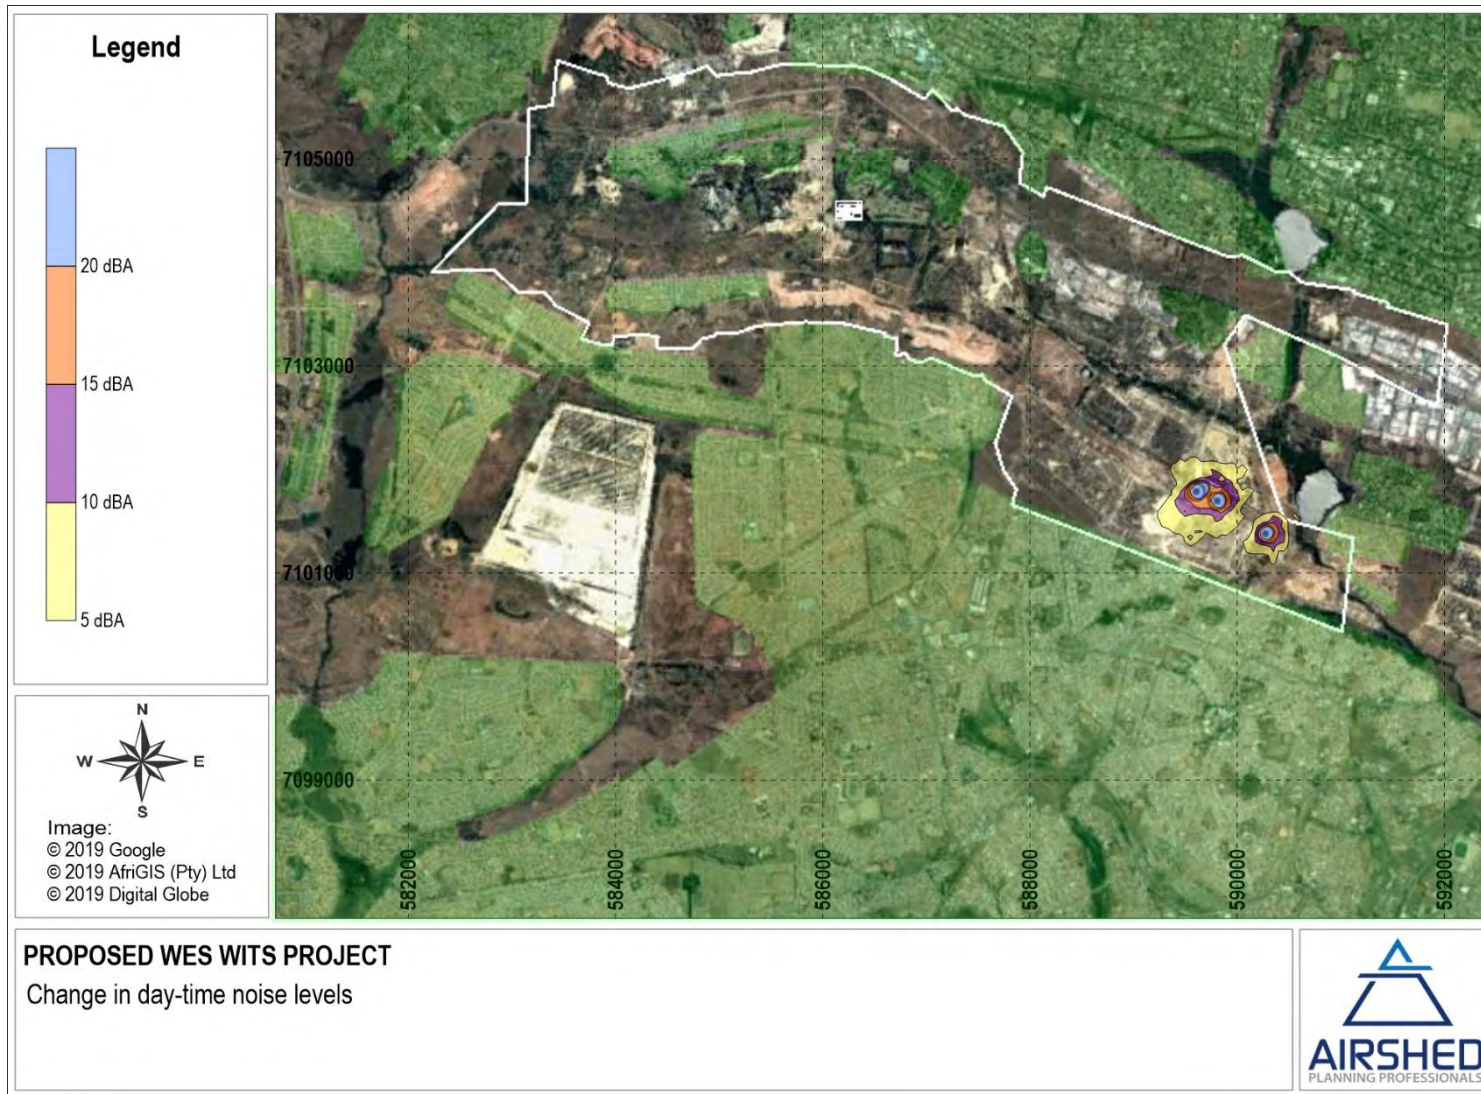 Legend
20 dBA
15 dBA
10 dBA
5 dBA
N
W E
S
Image:
© 2019 Google
© 2019 AfriGIS (Pty) Ltd
© 2019 Digital Globe
7105000
7103000
7101000
7099000
582000
584000
586000
588000
590000
592000
PROPOSED WES WITS PROJECT
Change in day-time noise levels
AIRSHED
PLANNING PROFESSIONALS